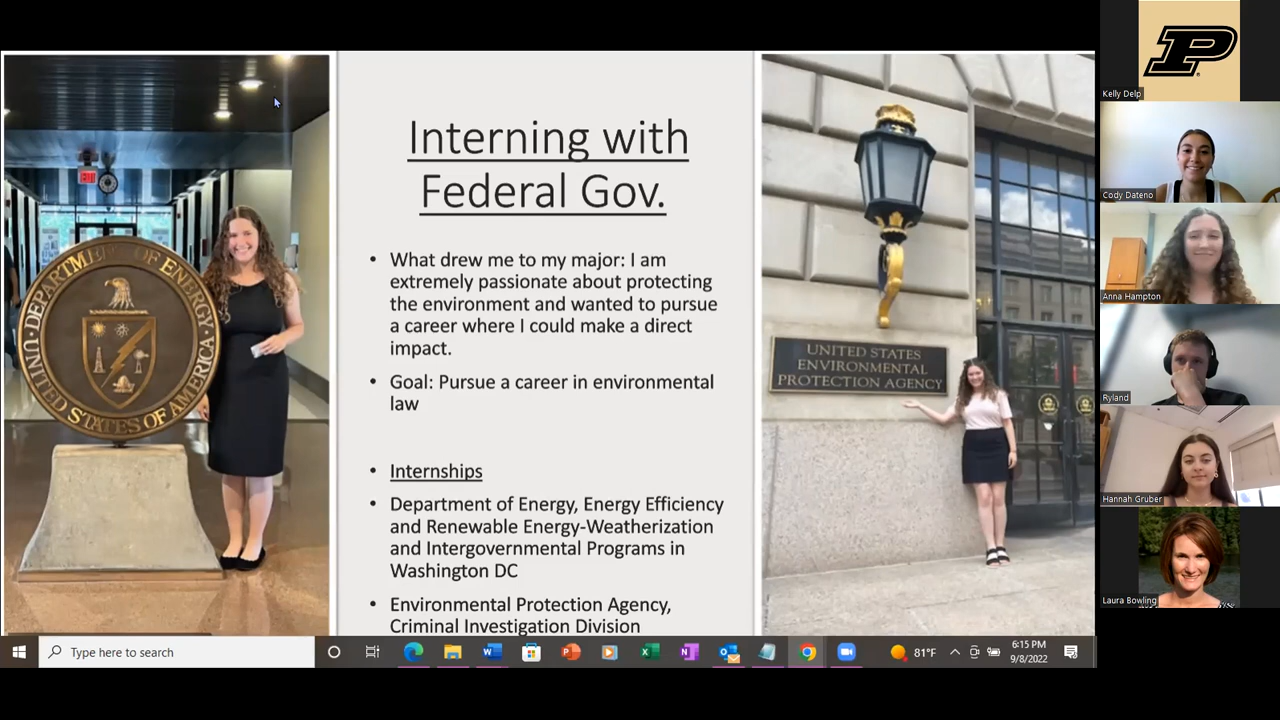 Interning with
Federal Gov.
• What drew me to my major: I am
extremely passionate about protecting
the environment and wanted to pursue
a career where I could make a direct
impact.
• Goal: Pursue a career in environmental
law
• Internships
• Department of Energy, Energy Efficiency
and Renewable Energy-Weatherization
and Intergovernmental Programs in
Washington DC
• Environmental Protection Agency,
Criminal Investigation Division
DEPARTMENT OF ENERGY
UNITED STATES OF AMERICA
EXIT
UNITED STATES
ENVIRONMENTAL
PROTECTION AGENCY
P
Kelly Delp
Cody Dateno
Anna Hampton
Ryland
Hannah Gruber
Laura Bowling
Type here to search
81°F
6:15 PM
9/8/2022